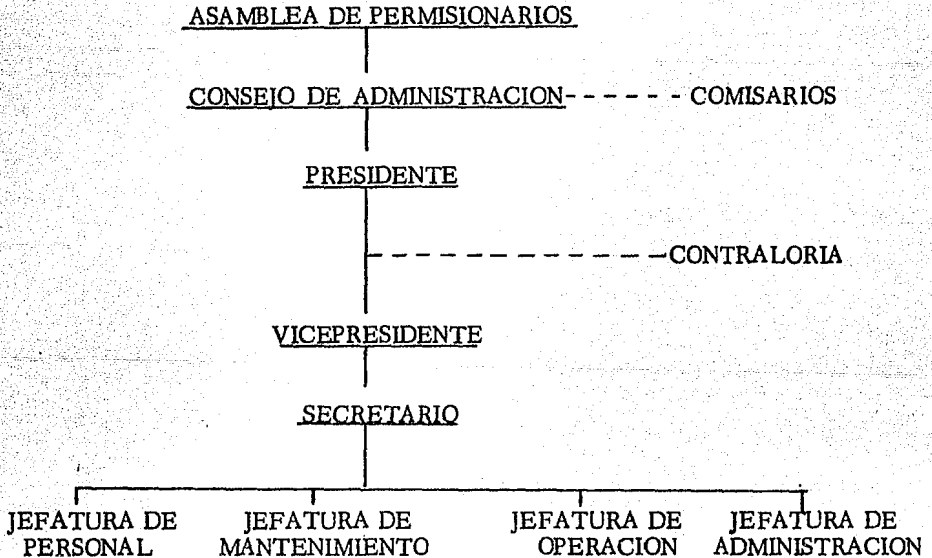 ASAMBLEA DE PERMISIONARIOS
CONSEJO DE ADMINISTRACION
COMISARIOS
PRESIDENTE
CONTRALORIA
VICEPRESIDENTE
SECRETARIO
JEFATURA DE
PERSONAL
JEFATURA DE
MANTENIMIENTO
JEFATURA DE
OPERACION
JEFATURA DE
ADMINISTRACION